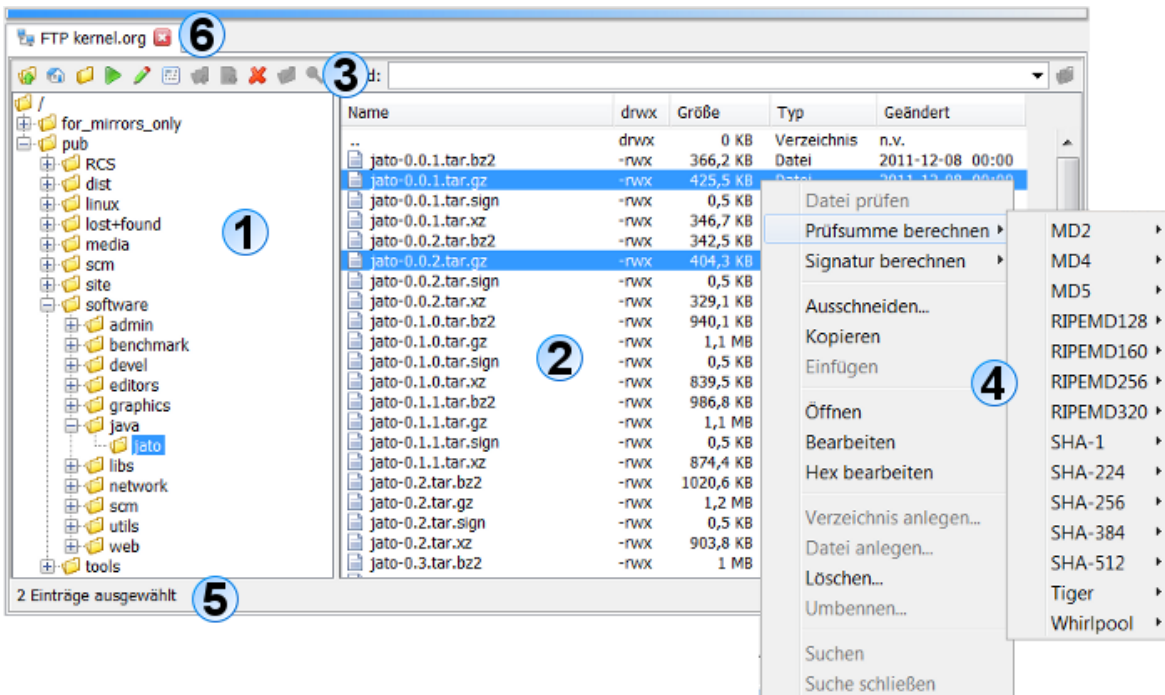 FTP kernel.org
6
3
d:
/
for_mirrors_only
pub
RCS
dist
linux
lost+found
media
scm
site
software
admin
benchmark
devel
editors
graphics
java
jato
libs
network
scm
utils
web
tools
1
Name drwx Größe Typ Geändert
.. drwx 0 KB Verzeichnis n.v.
jato-0.0.1.tar.bz2 -rwx 366,2 KB Datei 2011-12-08 00:00
jato-0.0.1.tar.gz -rwx 425,5 KB Datei 2011-12-08 00:00
jato-0.0.1.tar.sign -rwx 0,5 KB
jato-0.0.1.tar.xz -rwx 346,7 KB
jato-0.0.2.tar.bz2 -rwx 342,5 KB
jato-0.0.2.tar.gz -rwx 404,3 KB
jato-0.0.2.tar.sign -rwx 0,5 KB
jato-0.0.2.tar.xz -rwx 329,1 KB
jato-0.1.0.tar.bz2 -rwx 940,1 KB
jato-0.1.0.tar.gz -rwx 1,1 MB
jato-0.1.0.tar.sign -rwx 0,5 KB
jato-0.1.0.tar.xz -rwx 839,5 KB
jato-0.1.1.tar.bz2 -rwx 986,8 KB
jato-0.1.1.tar.gz -rwx 1,1 MB
jato-0.1.1.tar.sign -rwx 0,5 KB
jato-0.1.1.tar.xz -rwx 874,4 KB
jato-0.2.tar.bz2 -rwx 1020,6 KB
jato-0.2.tar.gz -rwx 1,2 MB
jato-0.2.tar.sign -rwx 0,5 KB
jato-0.2.tar.xz -rwx 903,8 KB
jato-0.3.tar.bz2 -rwx 1 MB
2
Datei prüfen
Prüfsumme berechnen
Signatur berechnen
Ausschneiden...
Kopieren
Einfügen
Öffnen
Bearbeiten
Hex bearbeiten
Verzeichnis anlegen...
Datei anlegen...
Löschen...
Umbennen...
Suchen
Suche schließen
4
MD2
MD4
MD5
RIPEMD128
RIPEMD160
RIPEMD256
RIPEMD320
SHA-1
SHA-224
SHA-256
SHA-384
SHA-512
Tiger
Whirlpool
2 Einträge ausgewählt
5